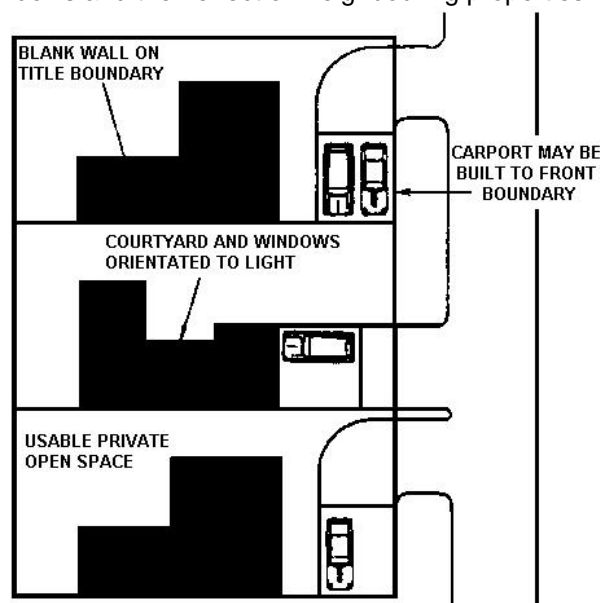 BLANK WALL ON
TITLE BOUNDARY
CARPORT MAY BE
BUILT TO FRONT
BOUNDARY
COURTYARD AND WINDOWS
ORIENTATED TO LIGHT
USABLE PRIVATE
OPEN SPACE